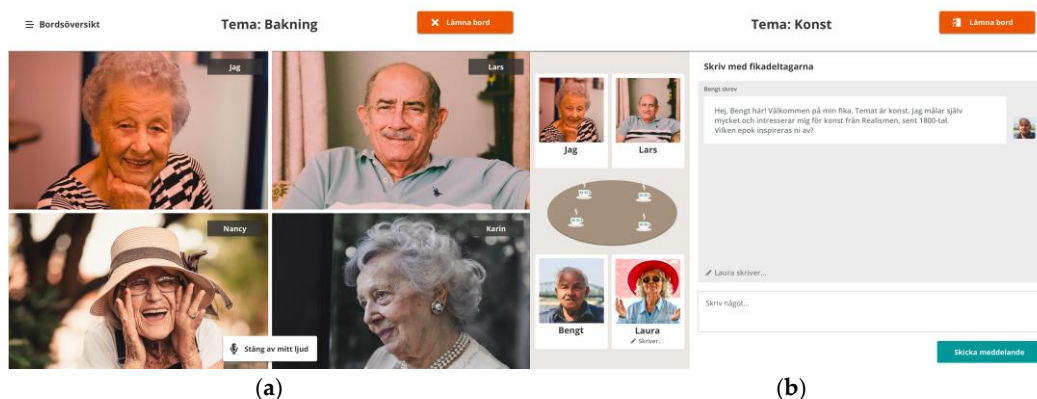 Bordsöversikt
Tema: Bakning
Lämna bord
Jag
Lars
Nancy
Karin
Stäng av mitt ljud
(a)
Tema: Konst
Lämna bord
Jag
Lars
Bengt
Laura
Skriver...
Skriv med fikadeltagarna
Bengt skrev
Hej, Bengt här! Välkommen på min fika. Temat är konst. Jag målar själv
mycket och intresserar mig för konst från Realismen, sent 1800-tal.
Vilken epok inspireras ni av?
Laura skriver...
Skriv något...
Skicka meddelande
(b)